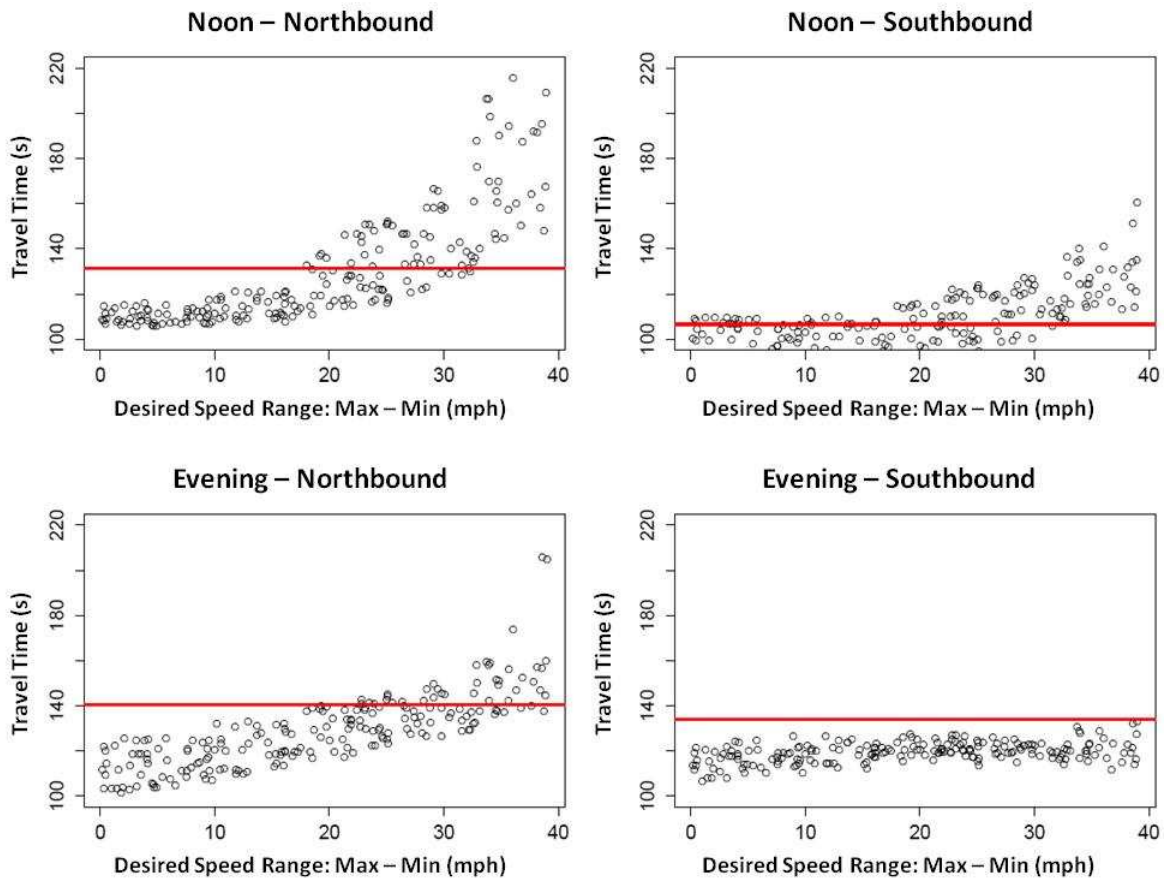 Noon – Northbound
Travel Time (s)
220
180
140
100
0 10 20 30 40
Desired Speed Range: Max – Min (mph)
Noon – Southbound
Travel Time (s)
220
180
140
100
0 10 20 30 40
Desired Speed Range: Max – Min (mph)
Evening – Northbound
Travel Time (s)
220
180
140
100
0 10 20 30 40
Desired Speed Range: Max – Min (mph)
Evening – Southbound
Travel Time (s)
220
180
140
100
0 10 20 30 40
Desired Speed Range: Max – Min (mph)